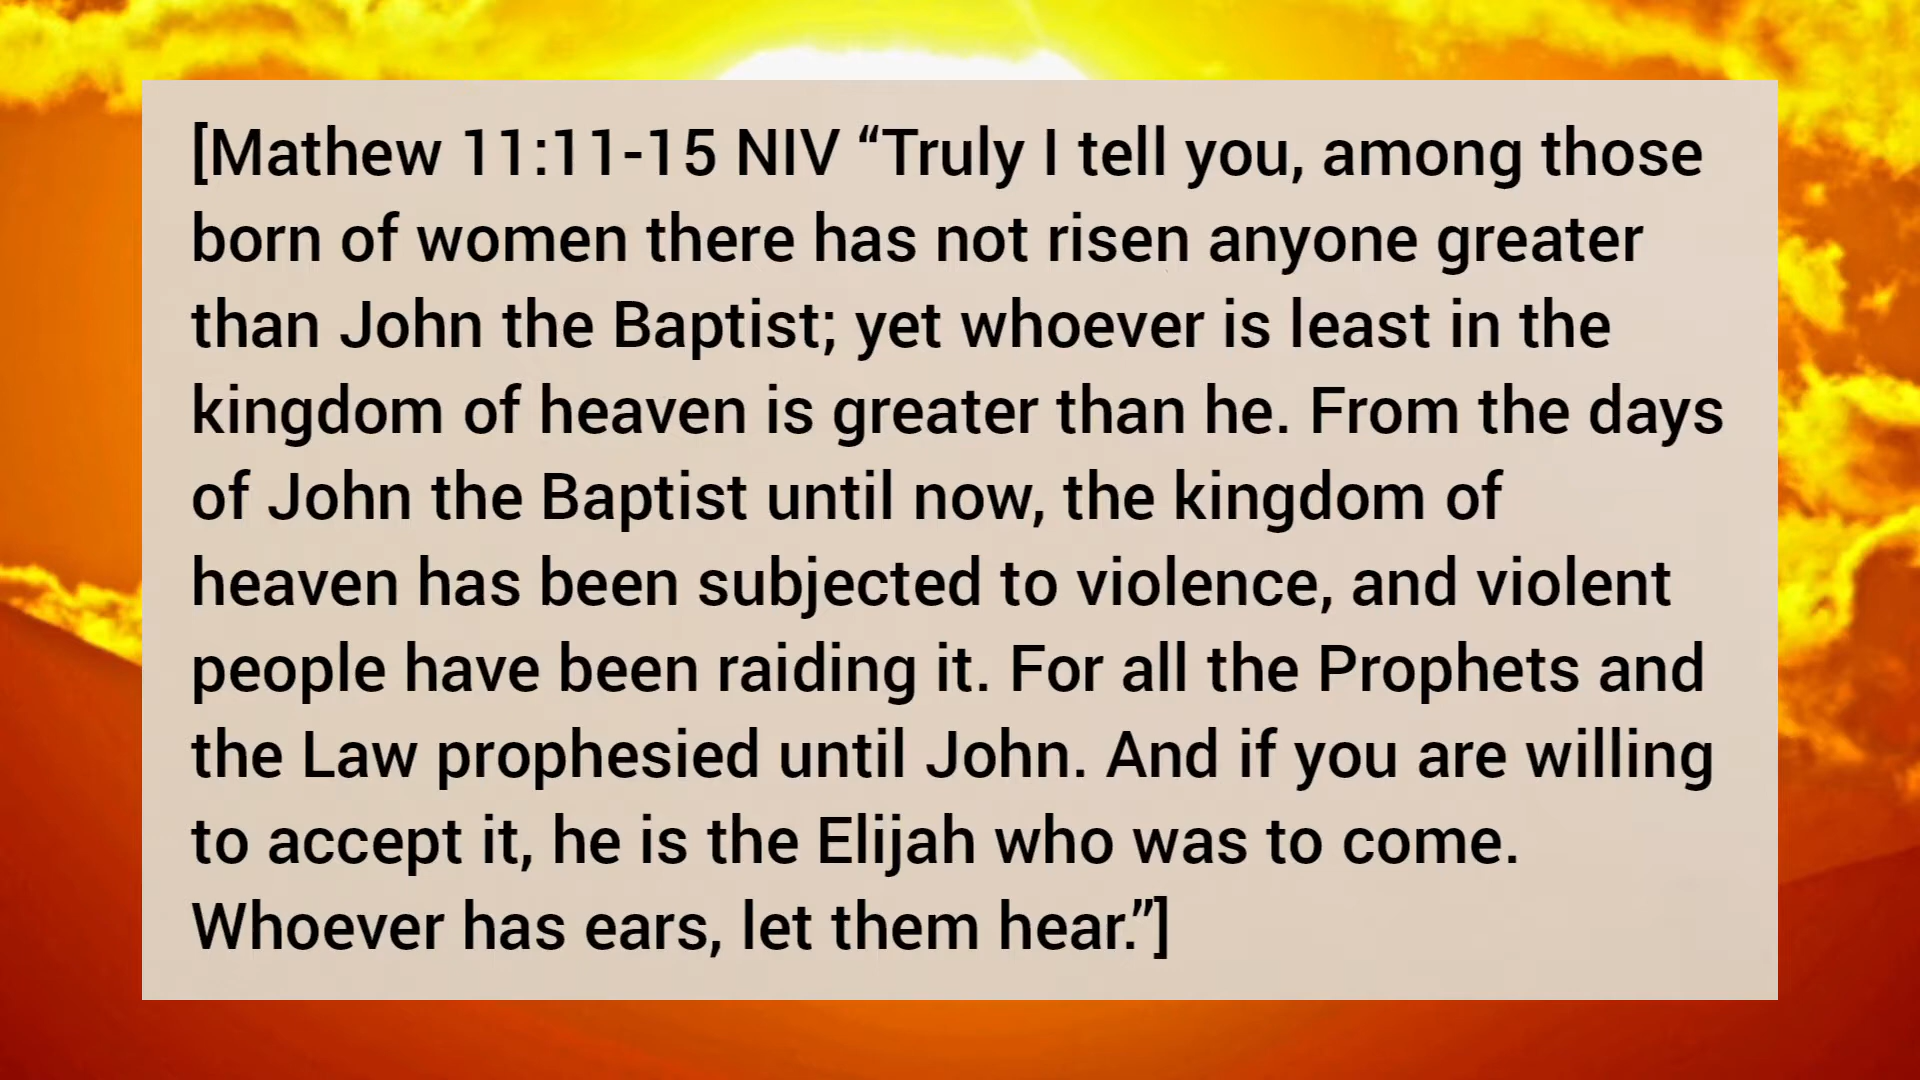 [Mathew 11:11-15 NIV “Truly I tell you, among those
born of women there has not risen anyone greater
than John the Baptist; yet whoever is least in the
kingdom of heaven is greater than he. From the days
of John the Baptist until now, the kingdom of
heaven has been subjected to violence, and violent
people have been raiding it. For all the Prophets and
the Law prophesied until John. And if you are willing
to accept it, he is the Elijah who was to come.
Whoever has ears, let them hear.”]